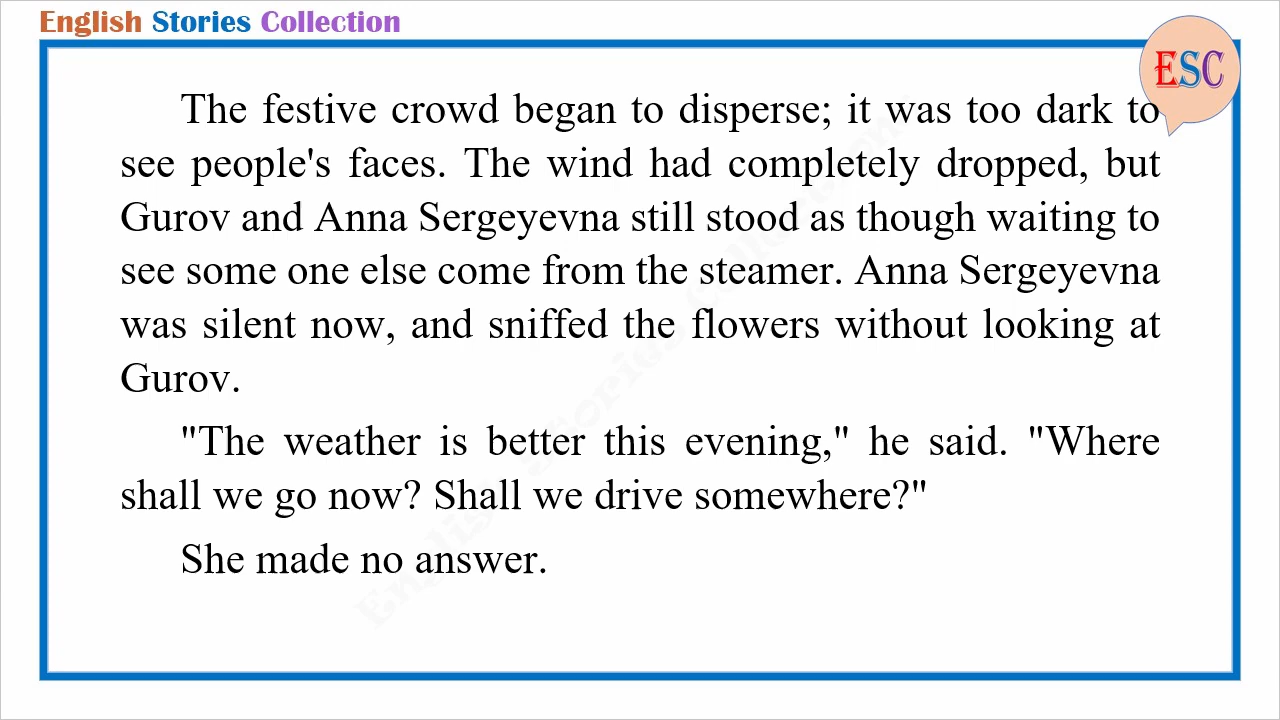 English Stories Collection
ESC
The festive crowd began to disperse; it was too dark to
see people's faces. The wind had completely dropped, but
Gurov and Anna Sergeyevna still stood as though waiting to
see some one else come from the steamer. Anna Sergeyevna
was silent now, and sniffed the flowers without looking at
Gurov.
"The weather is better this evening," he said. "Where
shall we go now? Shall we drive somewhere?"
She made no answer.
English Stories Collection